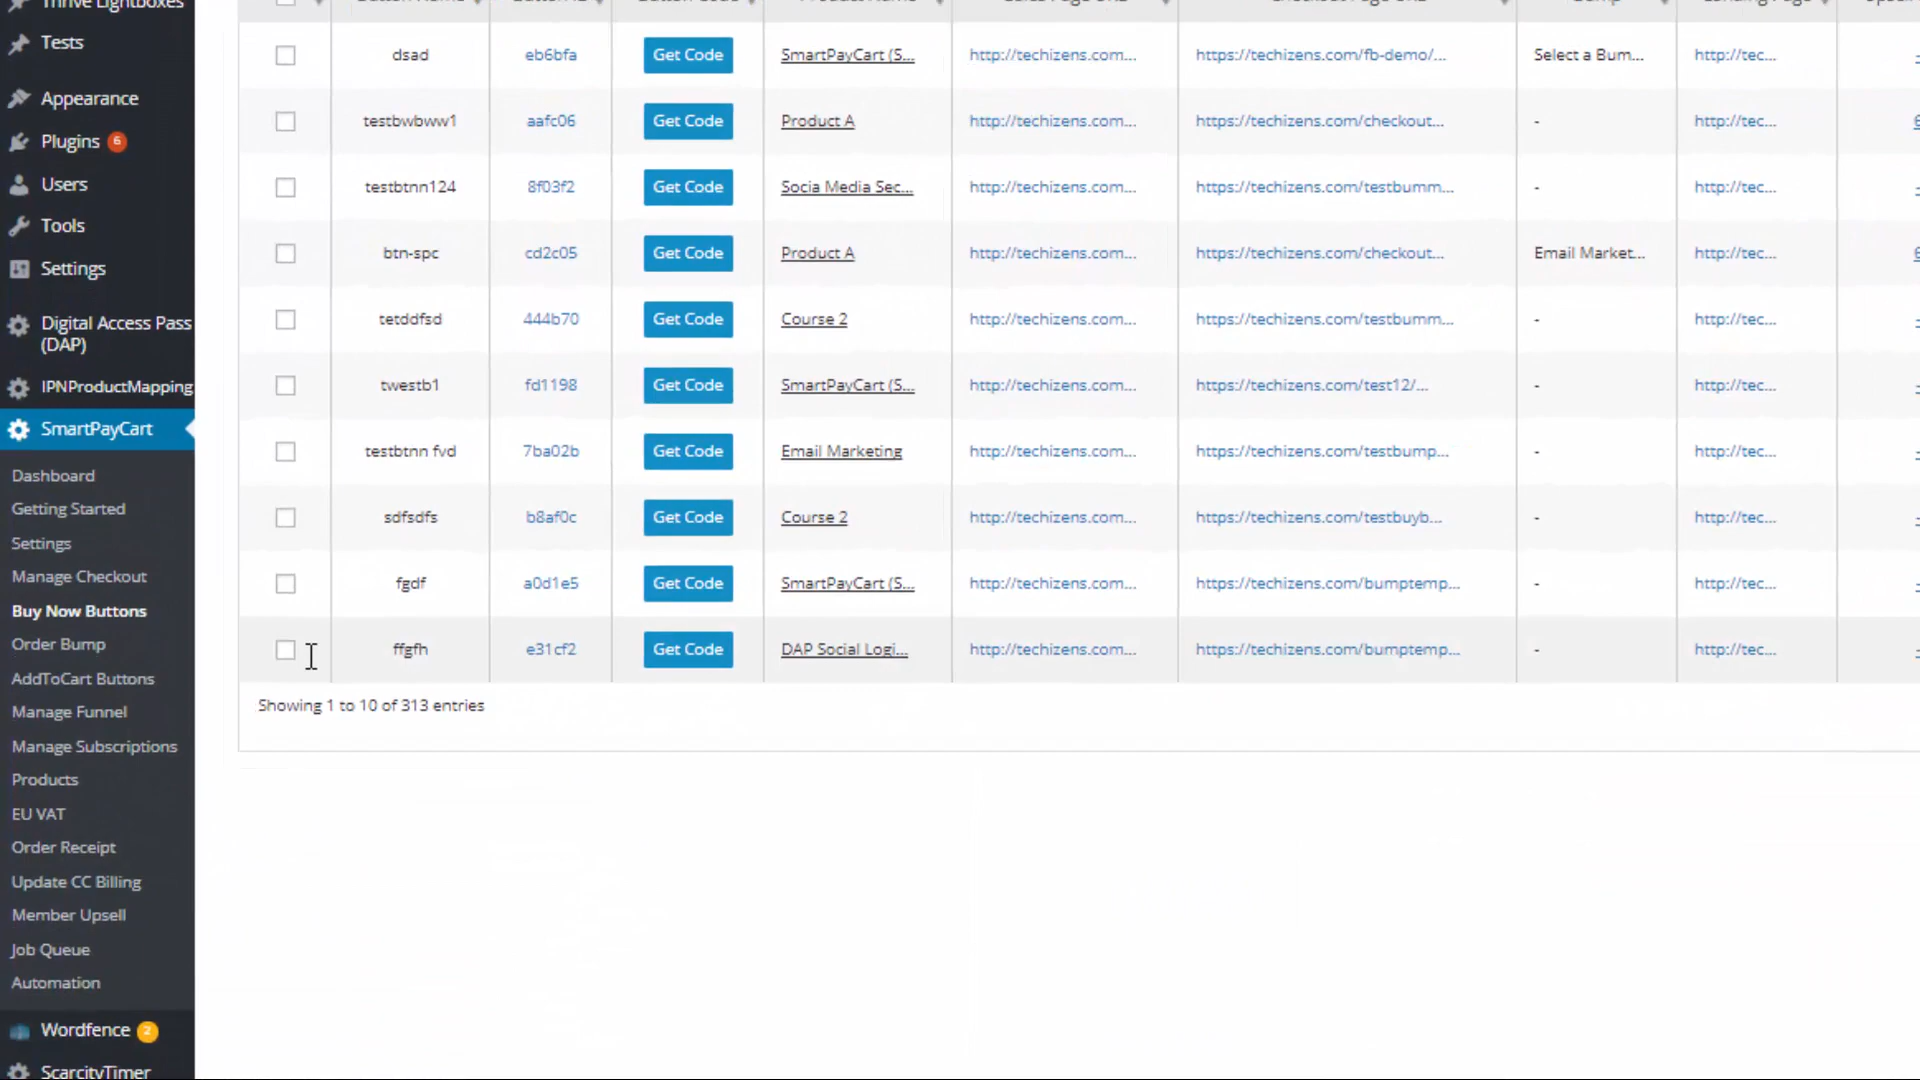 Thrive Lightboxes
Tests
Appearance
Plugins 6
Users
Tools
Settings
Digital Access Pass
(DAP)
IPNProductMapping
SmartPayCart
Dashboard
Getting Started
Settings
Manage Checkout
Buy Now Buttons
Order Bump
AddToCart Buttons
Manage Funnel
Manage Subscriptions
Products
EU VAT
Order Receipt
Update CC Billing
Member Upsell
Job Queue
Automation
Wordfence 2
ScarcityTimer
dsad eb6bfa Get Code SmartPayCart (S... http://techizens.com... https://techizens.com/fb-demo/... Select a Bum... http://tec...
testbwbww1 aafc06 Get Code Product A http://techizens.com... https://techizens.com/checkout... - http://tec...
testbtnn124 8f03f2 Get Code Socia Media Sec... http://techizens.com... https://techizens.com/testbumm... - http://tec...
btn-spc cd2c05 Get Code Product A http://techizens.com... https://techizens.com/checkout... Email Market... http://tec...
tetddfsd 444b70 Get Code Course 2 http://techizens.com... https://techizens.com/testbumm... - http://tec...
twestb1 fd1198 Get Code SmartPayCart (S... http://techizens.com... https://techizens.com/test12/... - http://tec...
testbtnn fvd 7ba02b Get Code Email Marketing http://techizens.com... https://techizens.com/testbump... - http://tec...
sdfsdfs b8af0c Get Code Course 2 http://techizens.com... https://techizens.com/testbuyb... - http://tec...
fgdf a0d1e5 Get Code SmartPayCart (S... http://techizens.com... https://techizens.com/bumptemp... - http://tec...
ffgfh e31cf2 Get Code DAP Social Logi... http://techizens.com... https://techizens.com/bumptemp... - http://tec...
Showing 1 to 10 of 313 entries